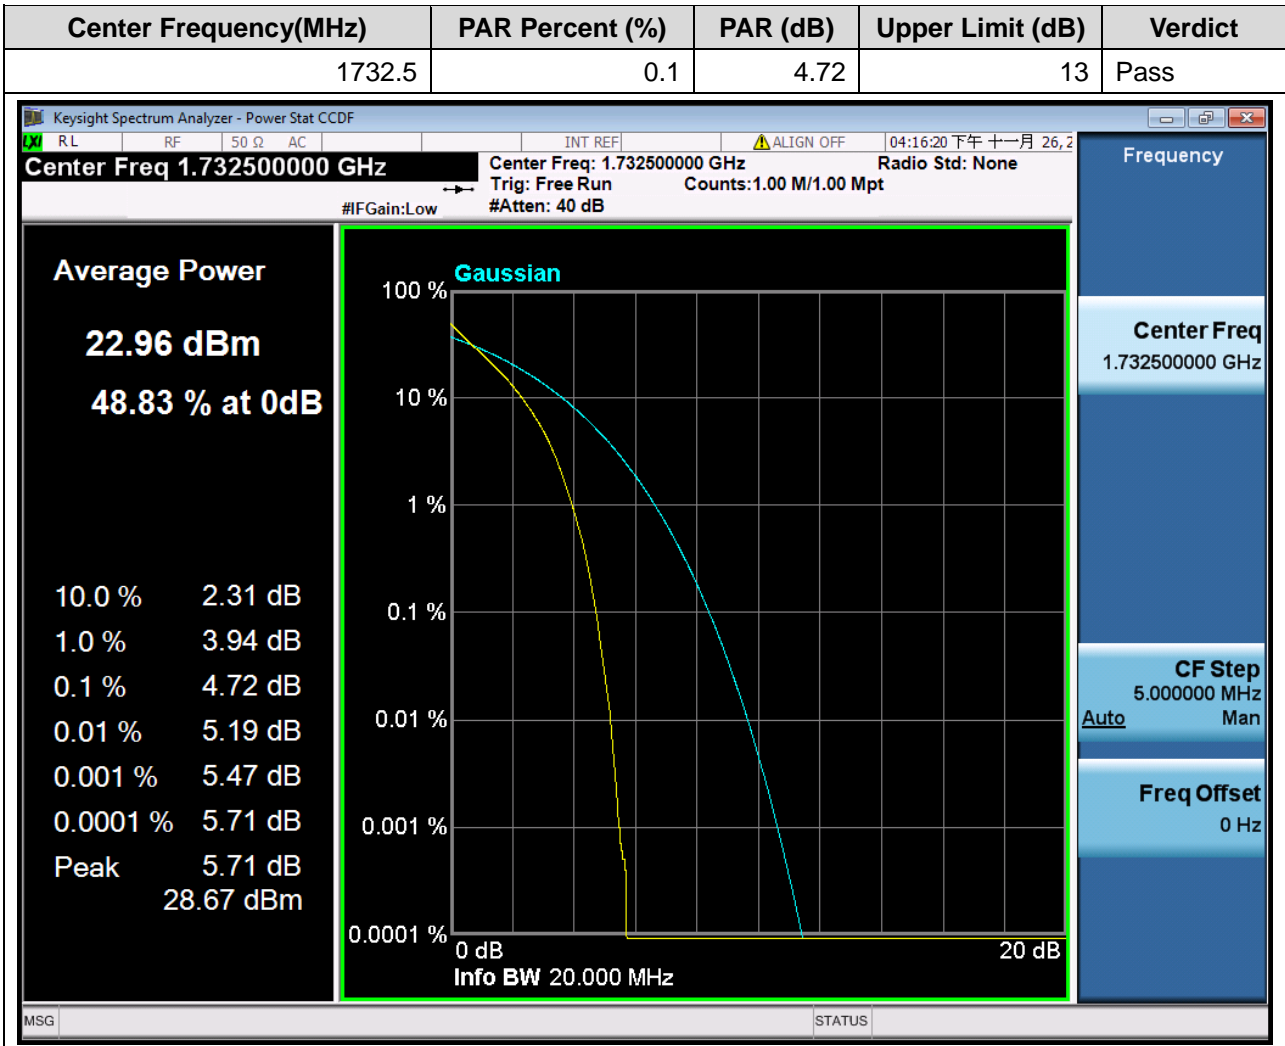 Center Frequency(MHz) PAR Percent (%) PAR (dB) Upper Limit (dB) Verdict
1732.5 0.1 4.72 13 Pass
Keysight Spectrum Analyzer - Power Stat CCDF
LXI RL RF 50 Ω AC INT REF ALIGN OFF 04:16:20 下午 十一月 26, 2
Center Freq 1.732500000 GHz
Center Freq: 1.732500000 GHz Radio Std: None
Trig: Free Run Counts:1.00 M/1.00 Mpt
#IFGain:Low #Atten: 40 dB
Average Power
22.96 dBm
48.83 % at 0dB
10.0 % 2.31 dB
1.0 % 3.94 dB
0.1 % 4.72 dB
0.01 % 5.19 dB
0.001 % 5.47 dB
0.0001 % 5.71 dB
Peak 5.71 dB
28.67 dBm
Gaussian
100 %
10 %
1 %
0.1 %
0.01 %
0.001 %
0.0001 %
0 dB 20 dB
Info BW 20.000 MHz
Frequency
Center Freq
1.732500000 GHz
CF Step
5.000000 MHz
Auto Man
Freq Offset
0 Hz
MSG STATUS